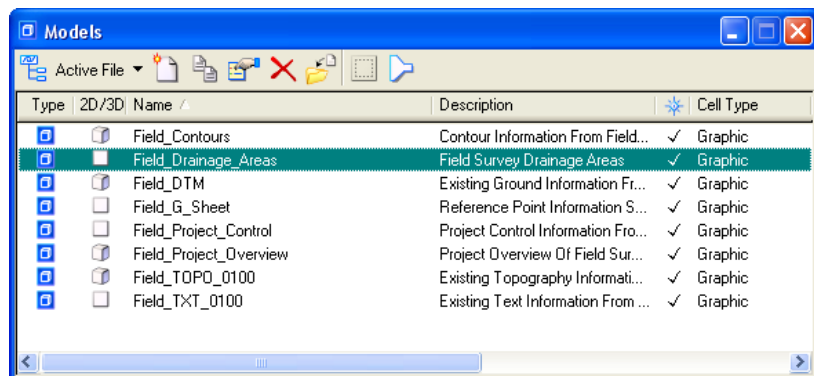 Models
Active File
Type 2D/3D Name Description Cell Type
Field_Contours Contour Information From Field... Graphic
Field_Drainage_Areas Field Survey Drainage Areas Graphic
Field_DTM Existing Ground Information Fr... Graphic
Field_G_Sheet Reference Point Information S... Graphic
Field_Project_Control Project Control Information Fro... Graphic
Field_Project_Overview Project Overview Of Field Sur... Graphic
Field_TOPO_0100 Existing Topography Informati... Graphic
Field_TXT_0100 Existing Text Information From ... Graphic